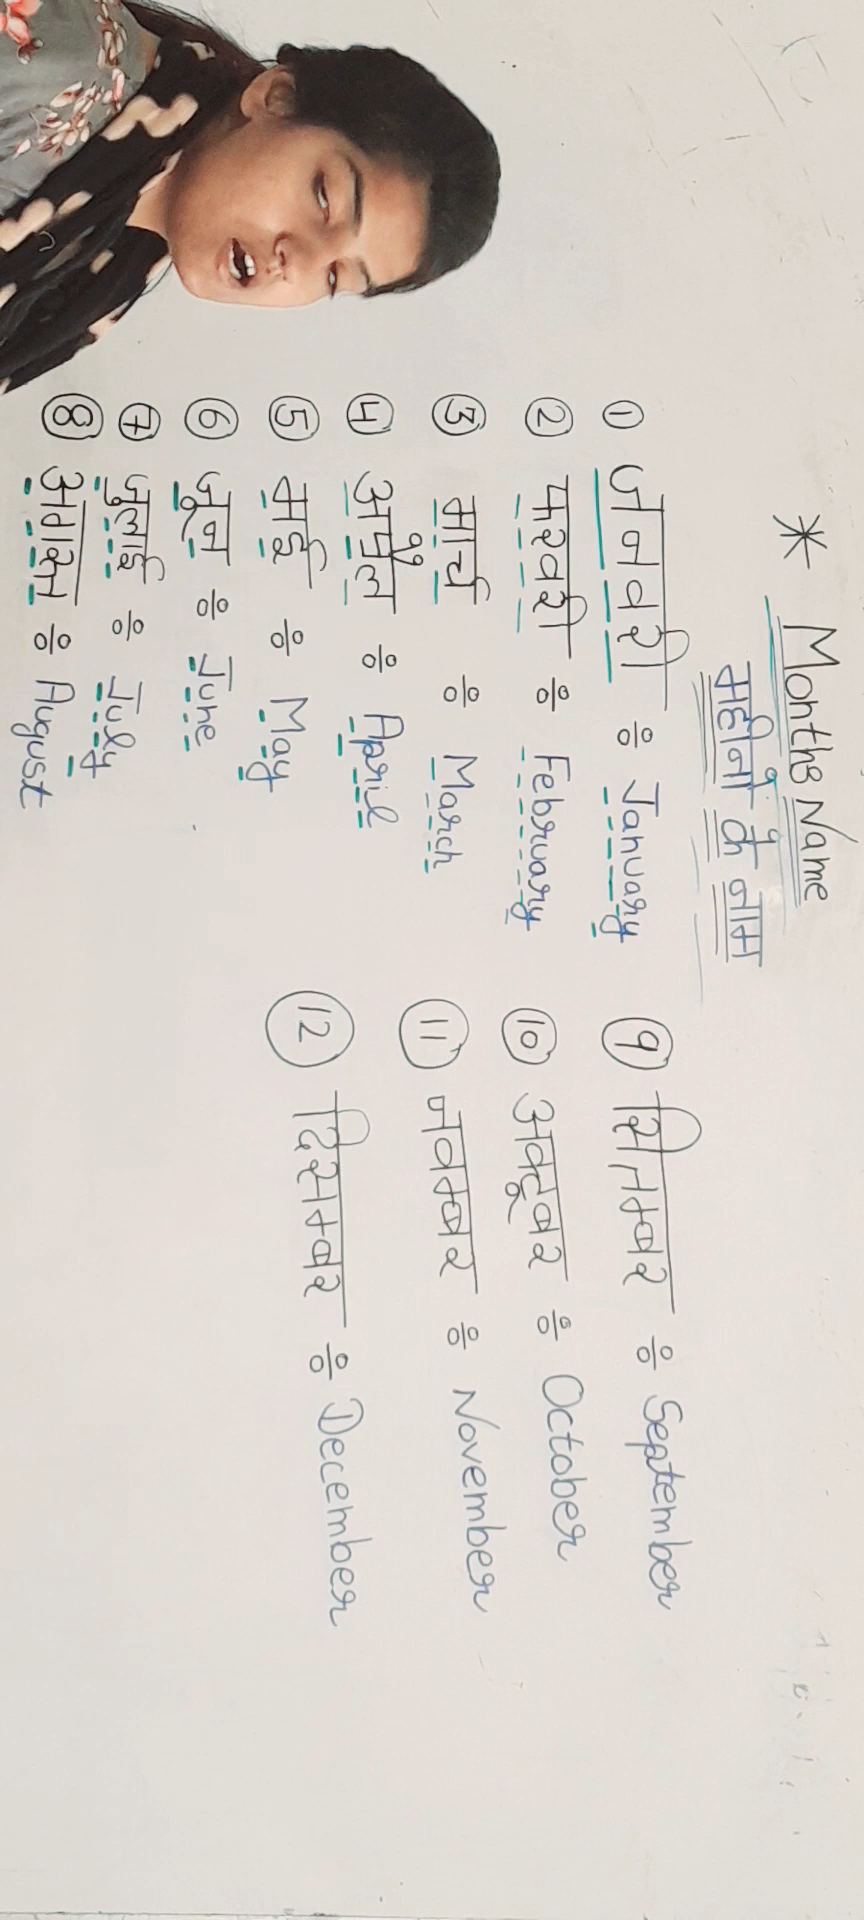 * Months Name
महीनो के नाम
① जनवरी ÷ January
② फरवरी ÷ February
③ मार्च ÷ March
④ अप्रैल ÷ April
⑤ मई ÷ May
⑥ जून ÷ June
⑦ जुलाई ÷ July
⑧ अगस्त ÷ August
⑨ सितम्बर ÷ September
⑩ अक्टूबर ÷ October
⑪ नवम्बर ÷ November
⑫ दिसम्बर ÷ December